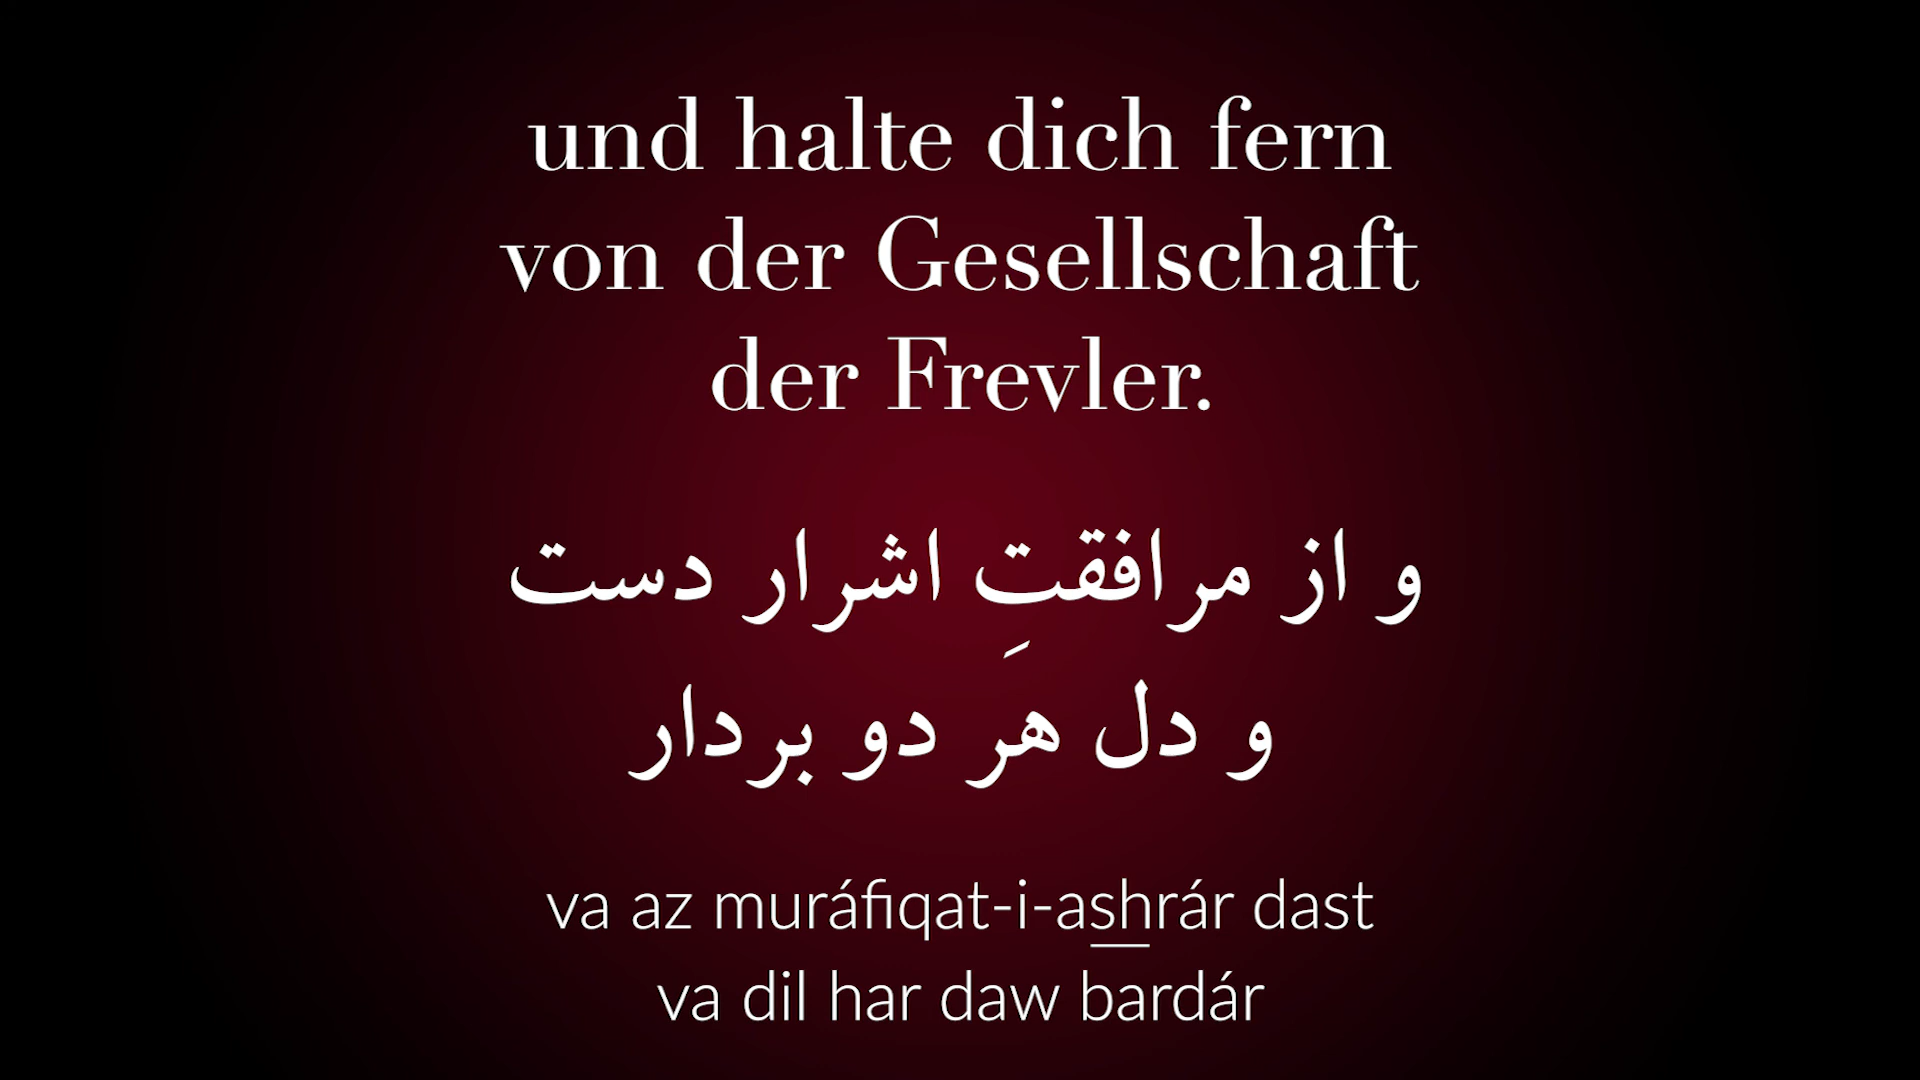 und halte dich fern
von der Gesellschaft
der Frevler.
و از مرافقتِ اشرار دست
و دل هر دو بردار
va az muráfiqat-i-ashrár dast
va dil har daw bardár